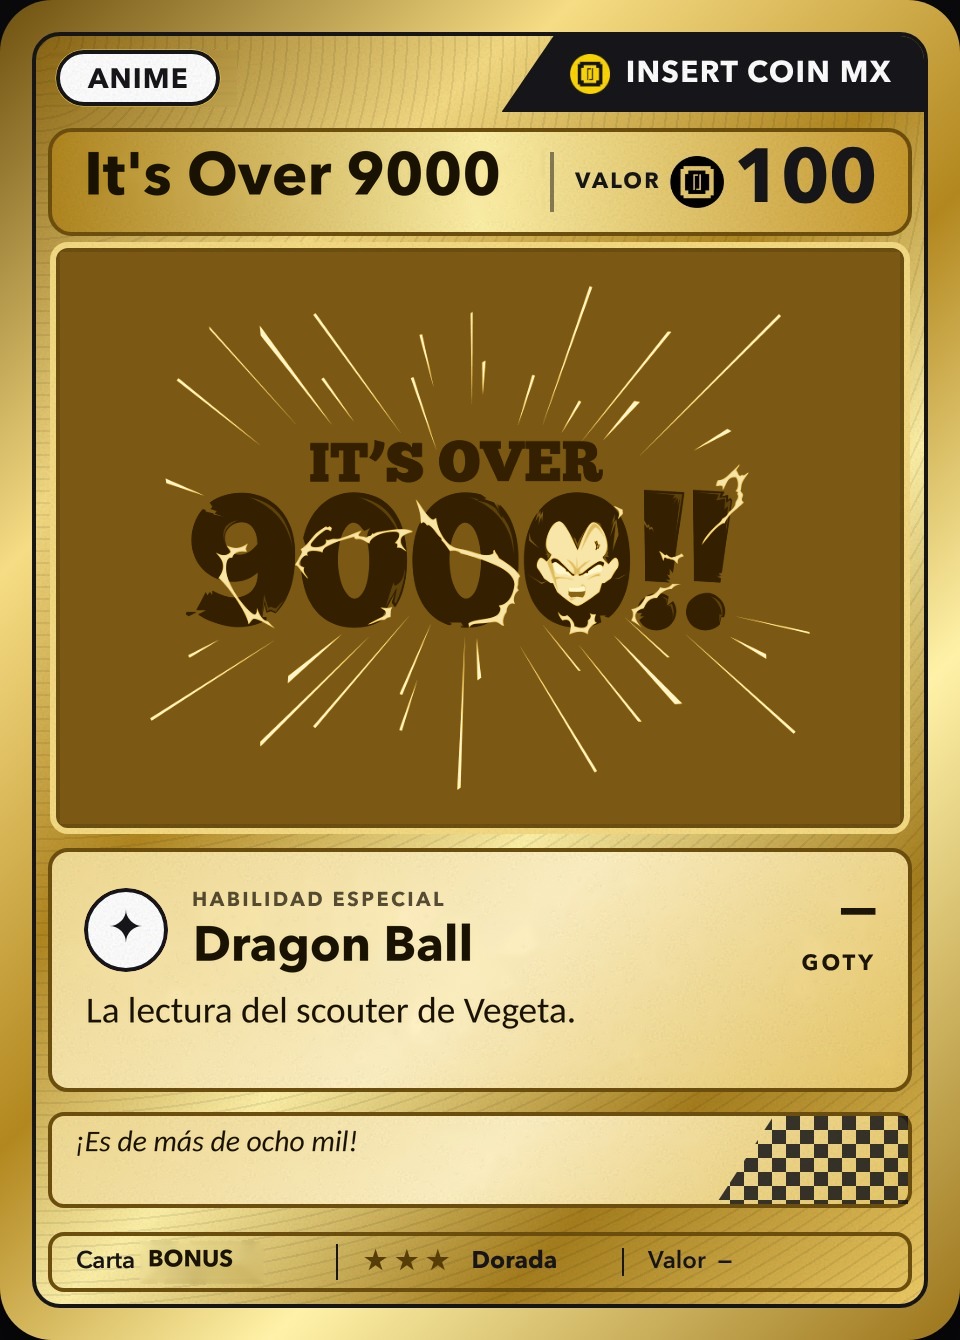 ANIME
INSERT COIN MX
It's Over 9000
VALOR 100
IT’S OVER
9000!!
HABILIDAD ESPECIAL
Dragon Ball
–
GOTY
La lectura del scouter de Vegeta.
¡Es de más de ocho mil!
Carta BONUS ★★★ Dorada Valor –